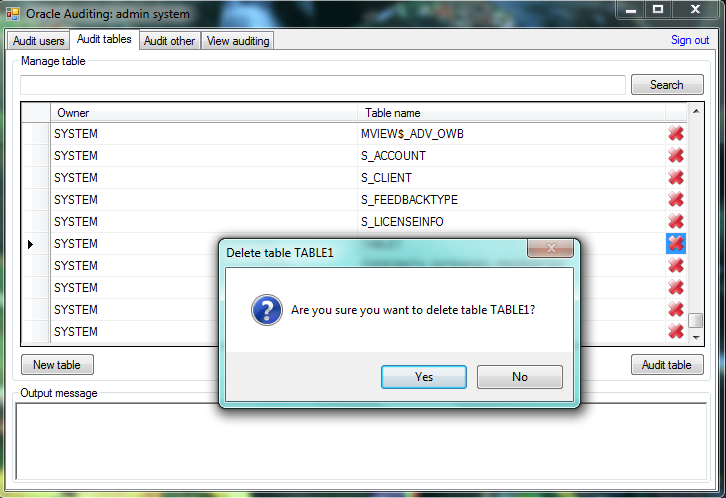 Oracle Auditing: admin system
Audit users Audit tables Audit other View auditing Sign out
Manage table
Search
Owner Table name
SYSTEM MVIEW$_ADV_OWB
SYSTEM S_ACCOUNT
SYSTEM S_CLIENT
SYSTEM S_FEEDBACKTYPE
SYSTEM S_LICENSEINFO
SYSTEM
Delete table TABLE1
SYSTEM
SYSTEM
Are you sure you want to delete table TABLE1?
SYSTEM
SYSTEM
New table Audit table
Yes No
Output message